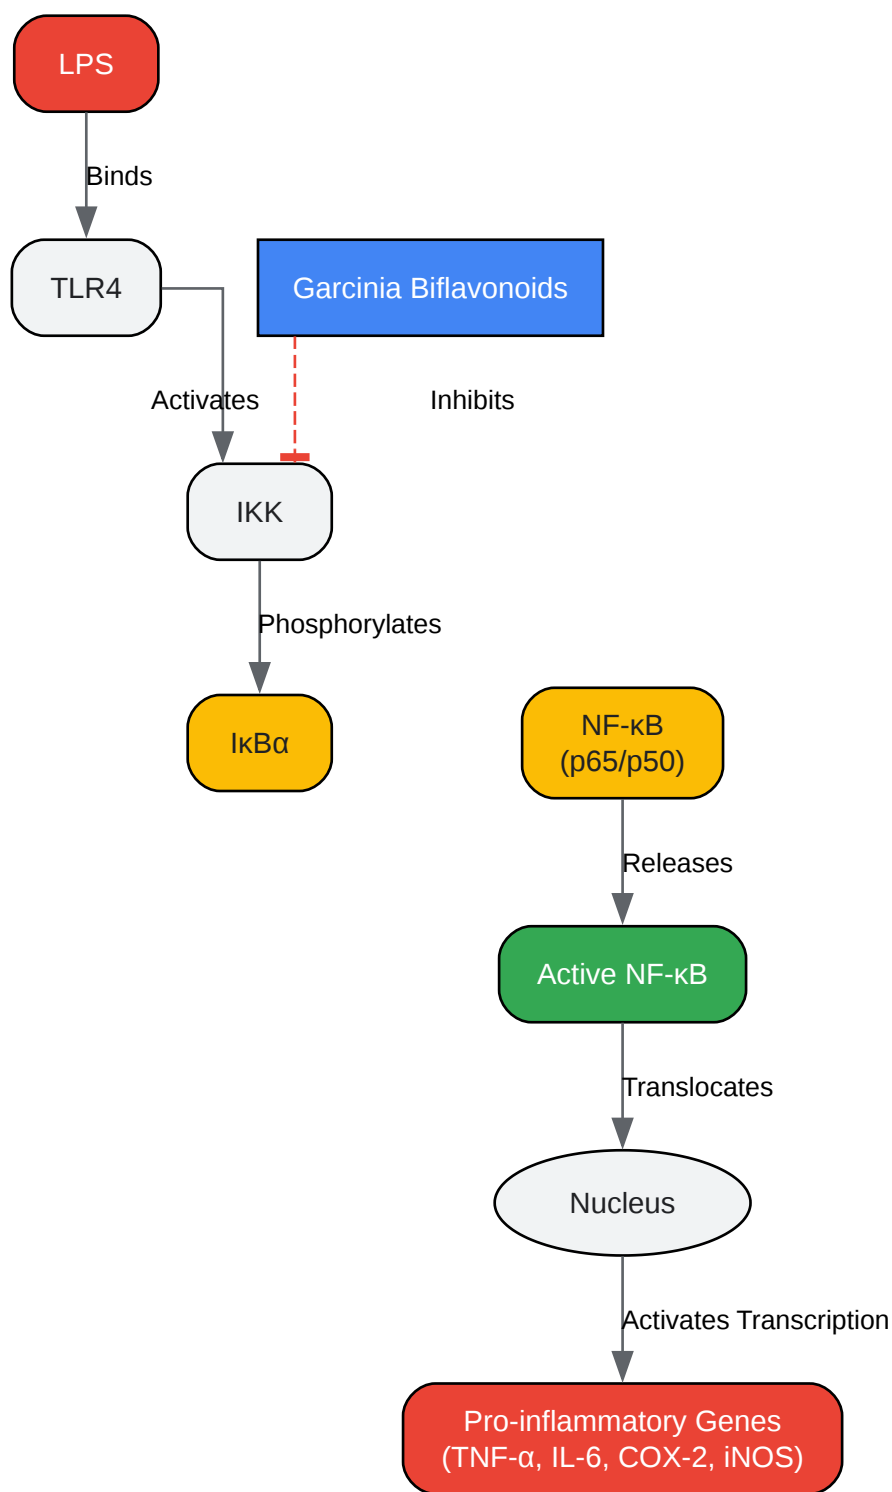 LPS
Binds
TLR4
Garcinia Biflavonoids
Activates
Inhibits
IKK
Phosphorylates
IκBα
NF-κB
(p65/p50)
Releases
Active NF-κB
Translocates
Nucleus
Activates Transcription
Pro-inflammatory Genes
(TNF-α, IL-6, COX-2, iNOS)